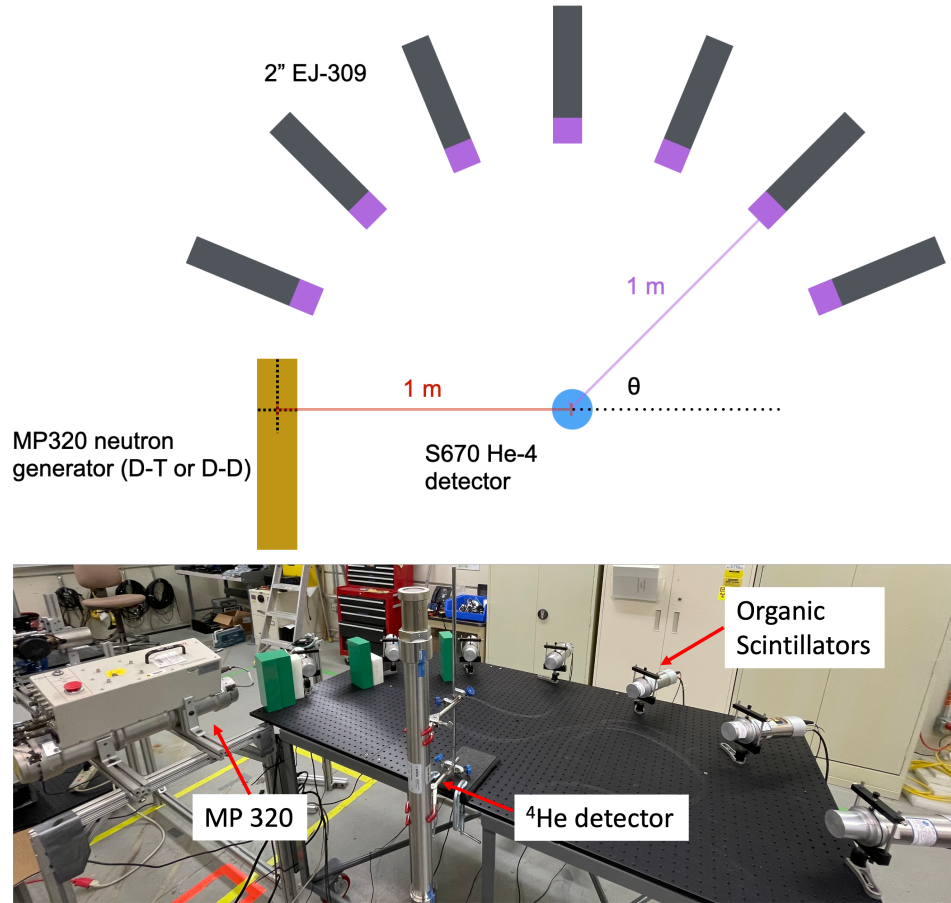 2” EJ-309
1 m
1 m
θ
MP320 neutron
generator (D-T or D-D)
S670 He-4
detector
Organic
Scintillators
MP 320
⁴He detector